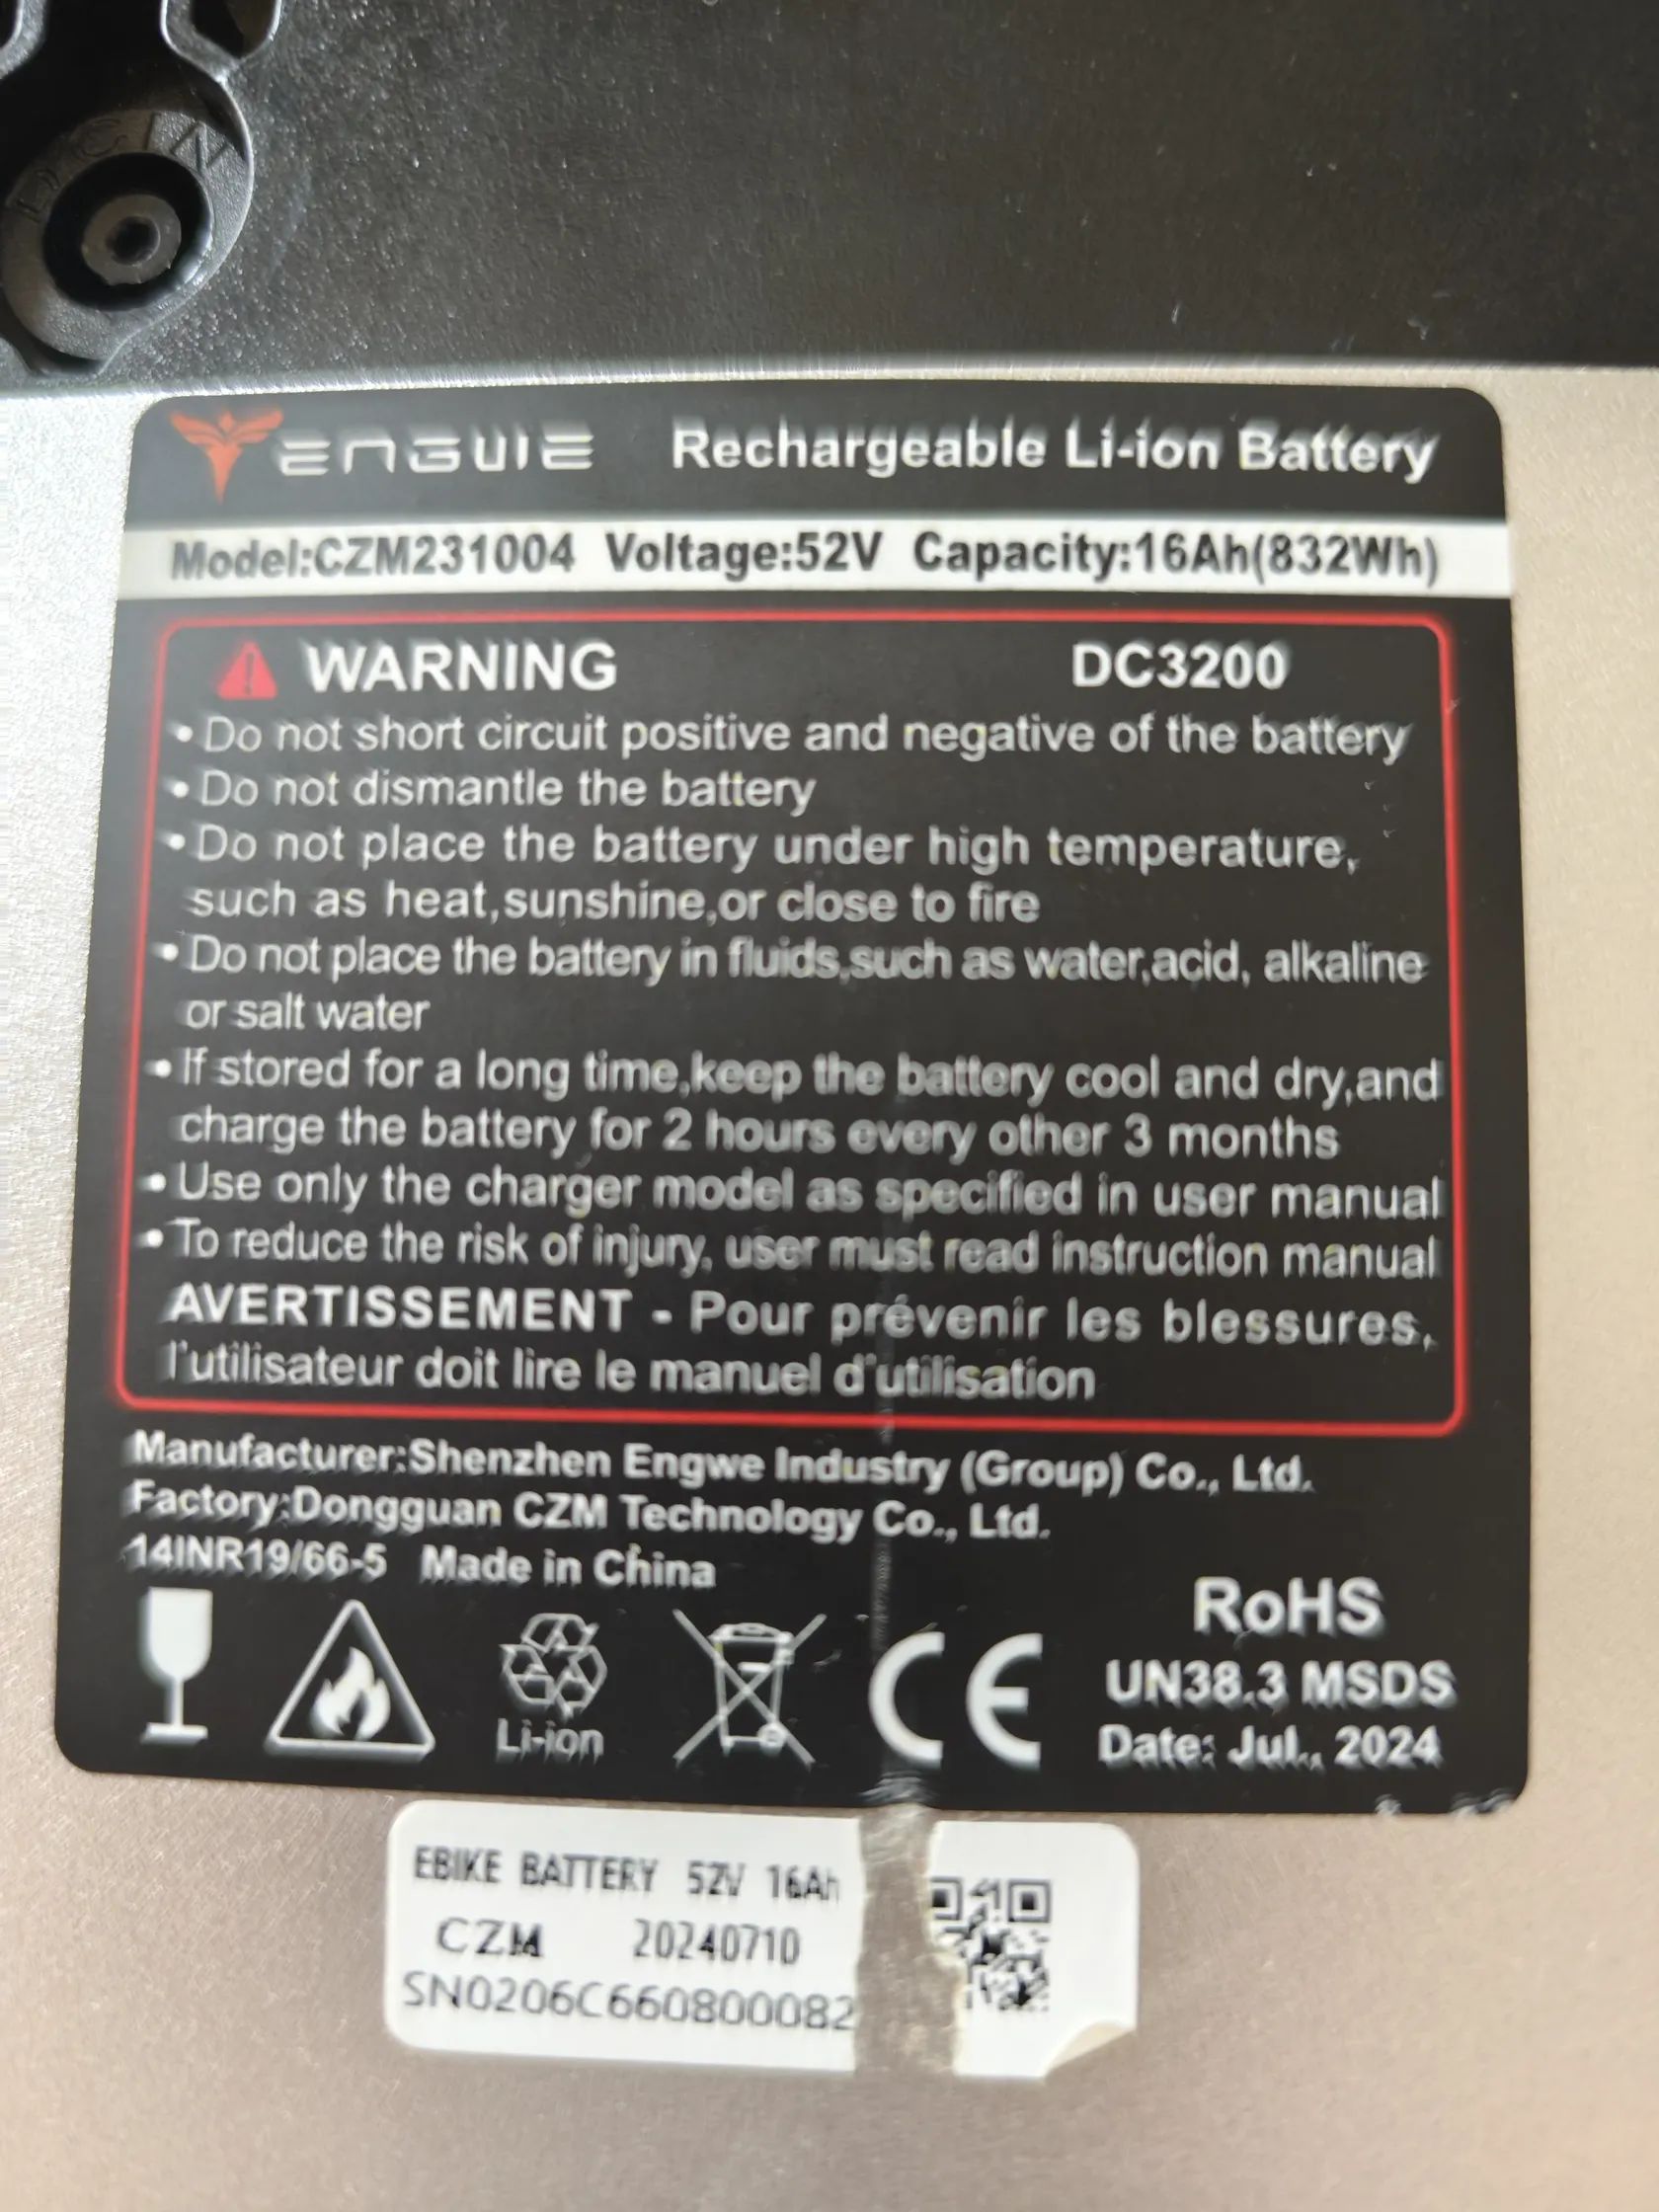 DC IN
ENGWE Rechargeable Li-ion Battery
Model:CZM231004 Voltage:52V Capacity:16Ah(832Wh)
WARNING DC3200
• Do not short circuit positive and negative of the battery
• Do not dismantle the battery
• Do not place the battery under high temperature,
such as heat,sunshine,or close to fire
• Do not place the battery in fluids,such as water,acid, alkaline
or salt water
• If stored for a long time,keep the battery cool and dry,and
charge the battery for 2 hours every other 3 months
• Use only the charger model as specified in user manual
• To reduce the risk of injury, user must read instruction manual
AVERTISSEMENT - Pour prévenir les blessures,
l'utilisateur doit lire le manuel d'utilisation
Manufacturer:Shenzhen Engwe Industry (Group) Co., Ltd.
Factory:Dongguan CZM Technology Co., Ltd.
14INR19/66-5 Made in China
Li-ion
CE
RoHS
UN38.3 MSDS
Date: Jul., 2024
EBIKE BATTERY 52V 16Ah
CZM 20240710
SN0206C660800082